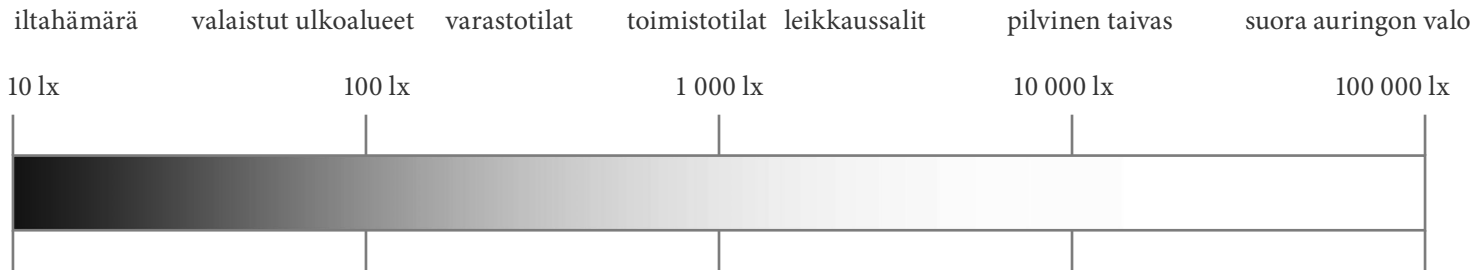 iltahämärä valaistut ulkoalueet varastotilat toimistotilat leikkaussalit pilvinen taivas suora auringon valo
10 lx 100 lx 1 000 lx 10 000 lx 100 000 lx